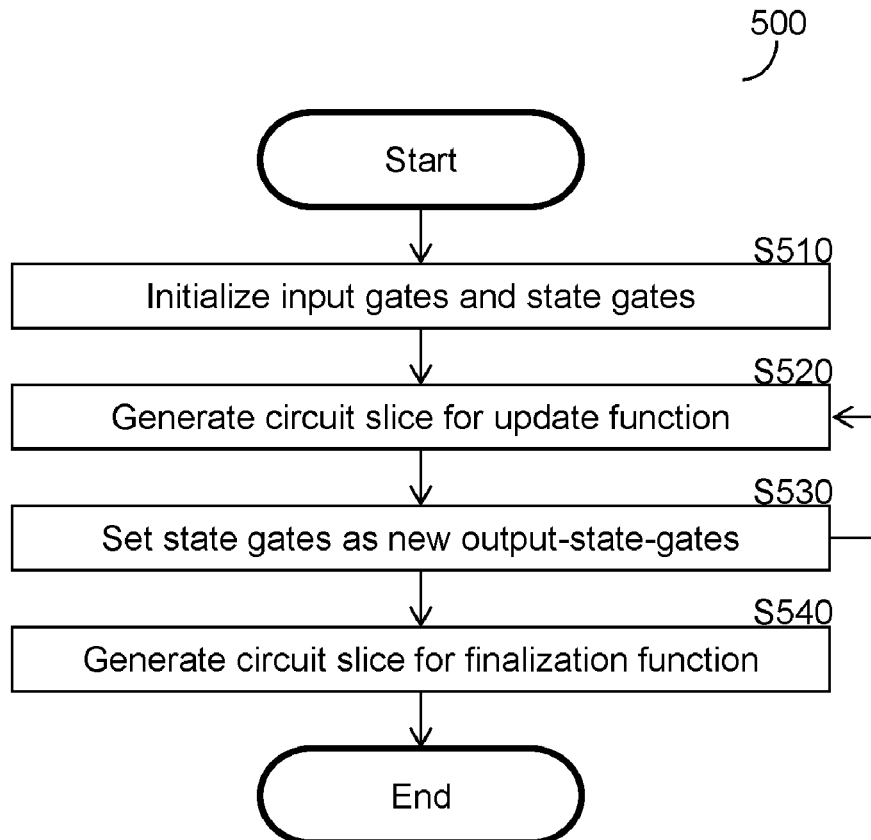 500
Start
S510
Initialize input gates and state gates
S520
Generate circuit slice for update function
S530
Set state gates as new output-state-gates
S540
Generate circuit slice for finalization function
End